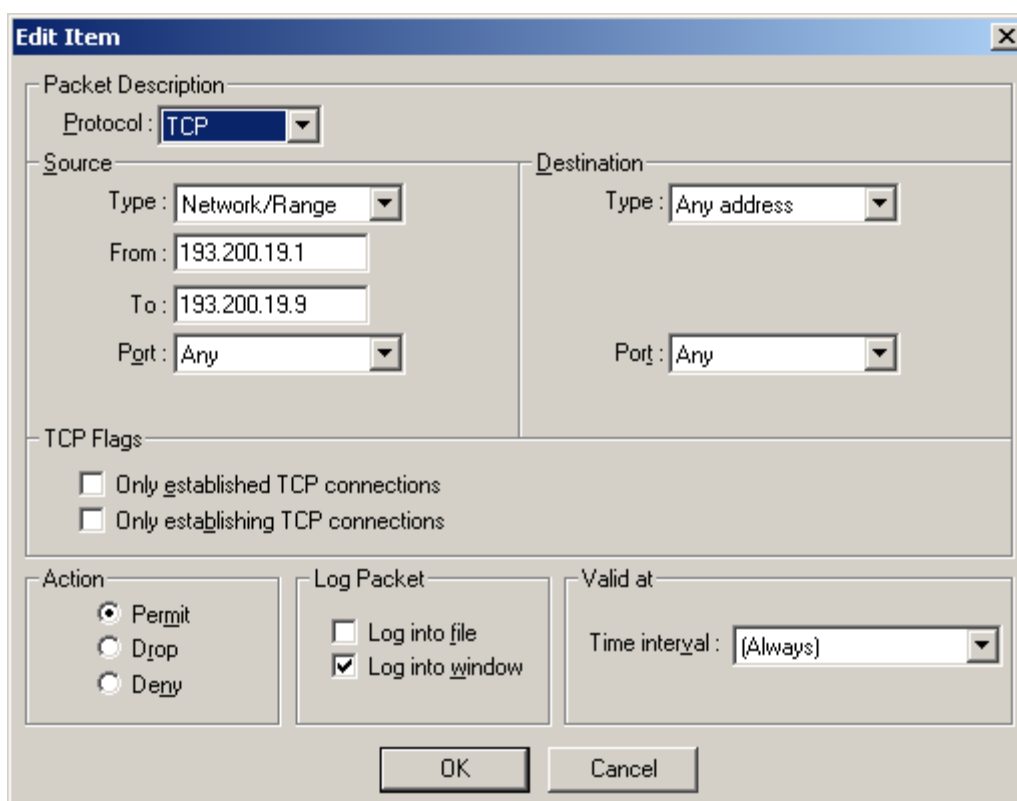 Edit Item
Packet Description
Protocol : TCP
Source
Type : Network/Range
From : 193.200.19.1
To : 193.200.19.9
Port : Any
Destination
Type : Any address
Port : Any
TCP Flags
Only established TCP connections
Only establishing TCP connections
Action
Permit
Drop
Deny
Log Packet
Log into file
Log into window
Valid at
Time interval : (Always)
OK
Cancel